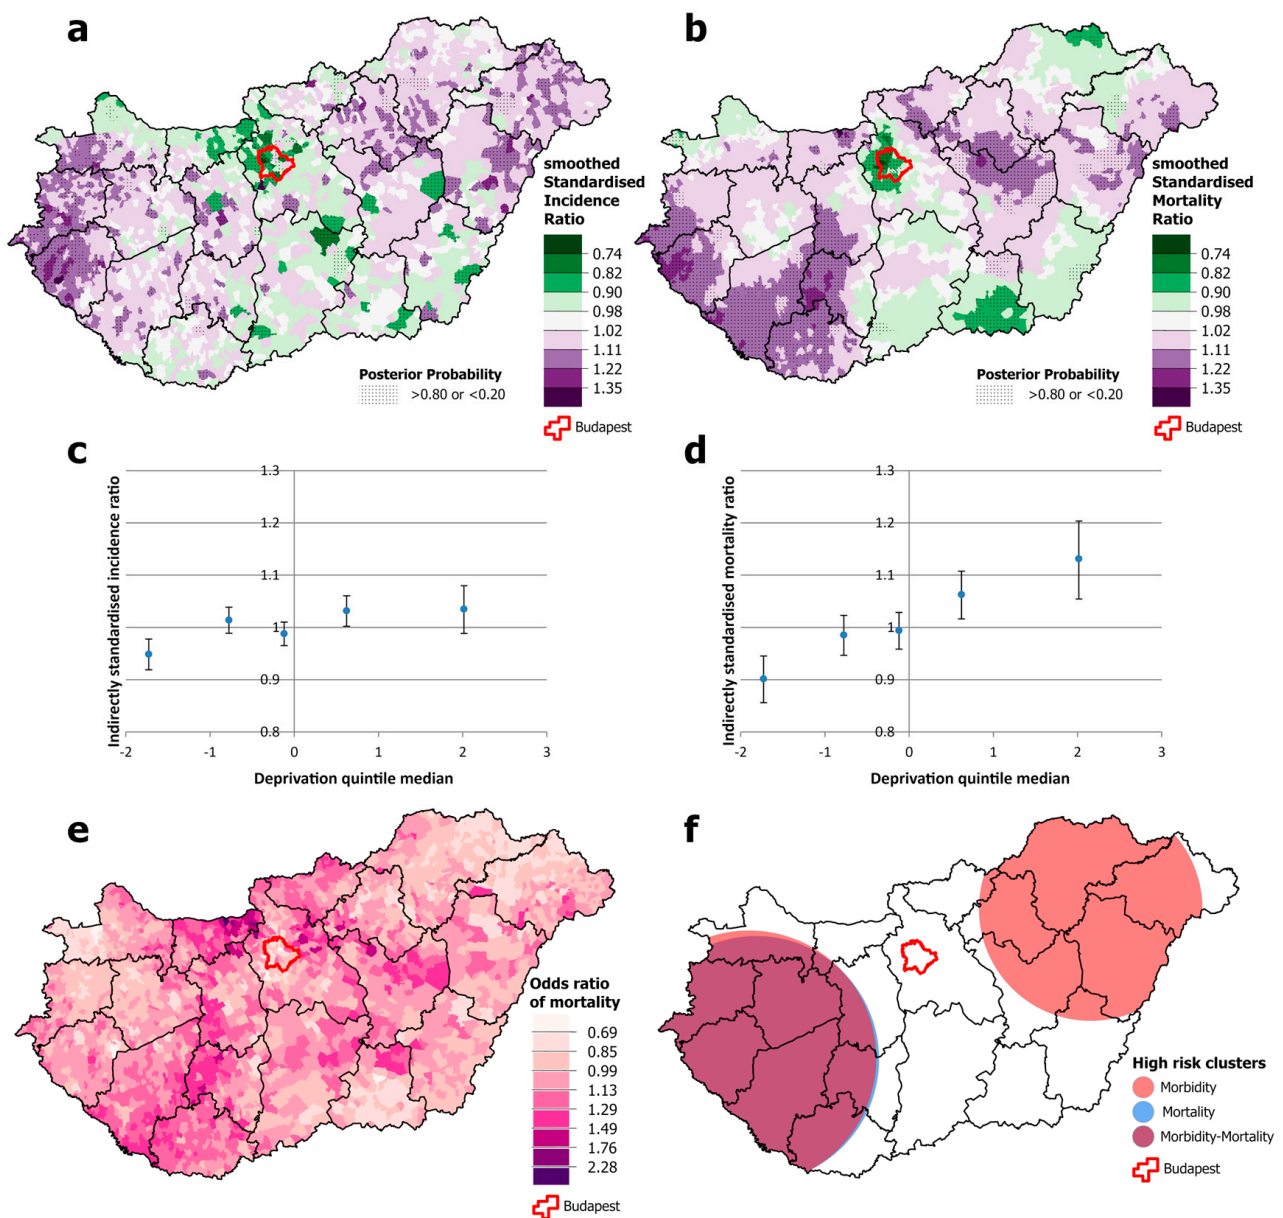 a
smoothed
Standardised
Incidence
Ratio
0.74
0.82
0.90
0.98
1.02
1.11
1.22
1.35
Posterior Probability
>0.80 or <0.20
Budapest
b
smoothed
Standardised
Mortality
Ratio
0.74
0.82
0.90
0.98
1.02
1.11
1.22
1.35
Posterior Probability
>0.80 or <0.20
Budapest
c
Indirectly standardised incidence ratio
1.3
1.2
1.1
1
0.9
0.8
-2
-1
0
1
2
3
Deprivation quintile median
d
Indirectly standardised mortality ratio
1.3
1.2
1.1
1
0.9
0.8
-2
-1
0
1
2
3
Deprivation quintile median
e
Odds ratio
of mortality
0.69
0.85
0.99
1.13
1.29
1.49
1.76
2.28
Budapest
f
High risk clusters
Morbidity
Mortality
Morbidity-Mortality
Budapest